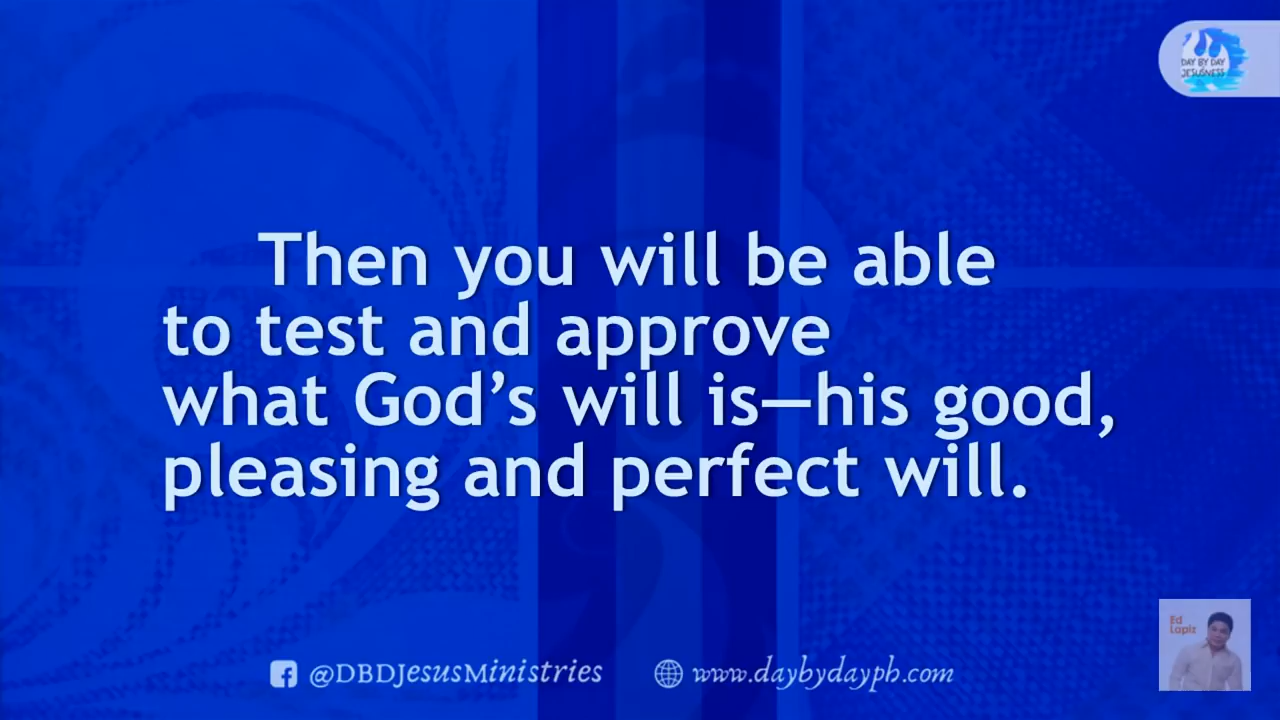 DAY BY DAY
JESUSNESS
Then you will be able
to test and approve
what God’s will is—his good,
pleasing and perfect will.
Ed
Lapiz
@DBDJesusMinistries
www.daybydayph.com